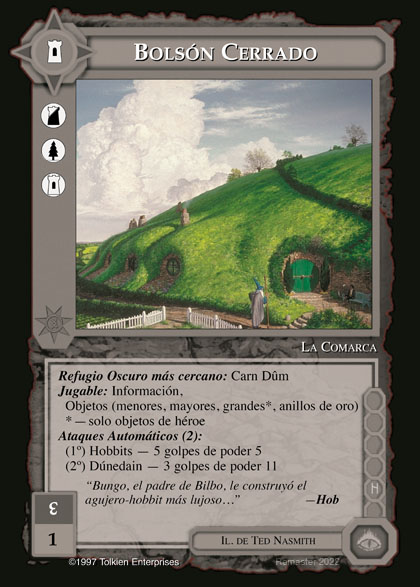 BOLSÓN CERRADO
LA COMARCA
Refugio Oscuro más cercano: Carn Dûm
Jugable: Información,
Objetos (menores, mayores, grandes*, anillos de oro)
* — solo objetos de héroe
Ataques Automáticos (2):
(1º) Hobbits — 5 golpes de poder 5
(2º) Dúnedain — 3 golpes de poder 11
“Bungo, el padre de Bilbo, le construyó el
agujero-hobbit más lujoso…” —Hob
H
ε
1
IL. DE TED NASMITH
©1997 Tolkien Enterprises
Remaster 2022